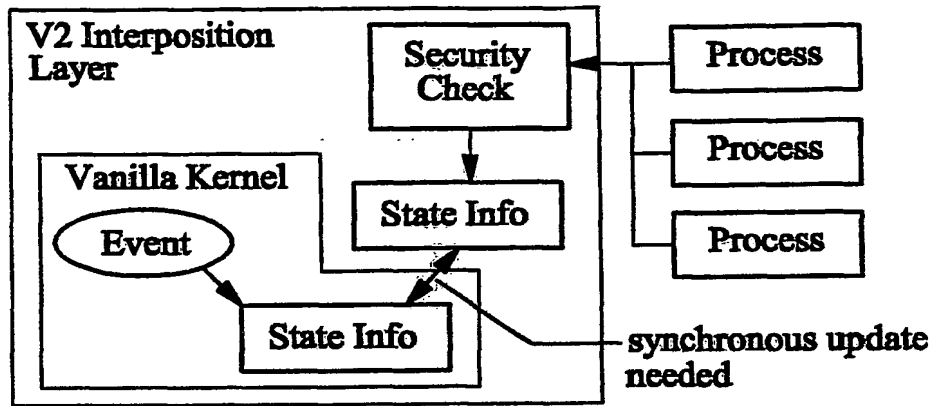 V2 Interposition
Layer
Security
Check
Process
Process
Process
Vanilla Kernel
State Info
Event
State Info
synchronous update
needed